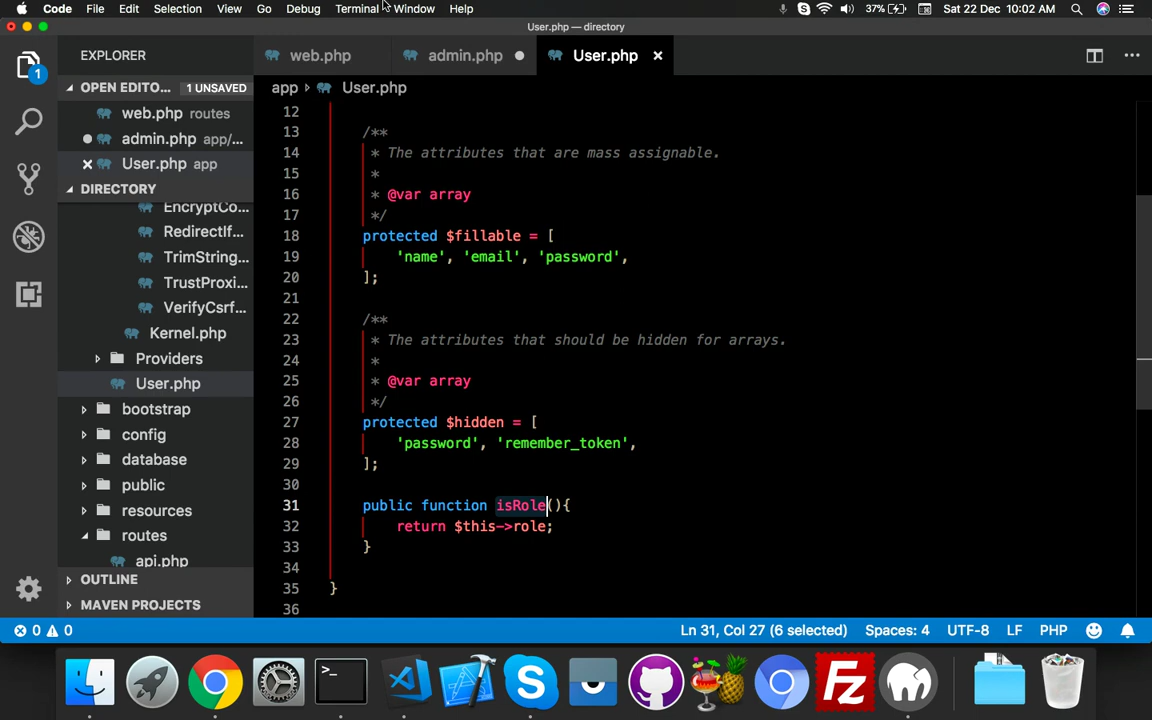 Code File Edit Selection View Go Debug Terminal Window Help 37% Sat 22 Dec 10:02 AM
User.php — directory
EXPLORER web.php admin.php User.php
1
OPEN EDITO... 1 UNSAVED
app User.php
web.php routes
admin.php app/...
User.php app
DIRECTORY
EncryptCo...
RedirectIf...
TrimString...
TrustProxi...
VerifyCsrf...
Kernel.php
Providers
User.php
bootstrap
config
database
public
resources
routes
api.php
OUTLINE
MAVEN PROJECTS
12
13 /**
14 * The attributes that are mass assignable.
15 *
16 * @var array
17 */
18 protected $fillable = [
19 'name', 'email', 'password',
20 ];
21
22 /**
23 * The attributes that should be hidden for arrays.
24 *
25 * @var array
26 */
27 protected $hidden = [
28 'password', 'remember_token',
29 ];
30
31 public function isRole(){
32 return $this->role;
33 }
34
35 }
36
0 0 Ln 31, Col 27 (6 selected) Spaces: 4 UTF-8 LF PHP
>_ S Fz